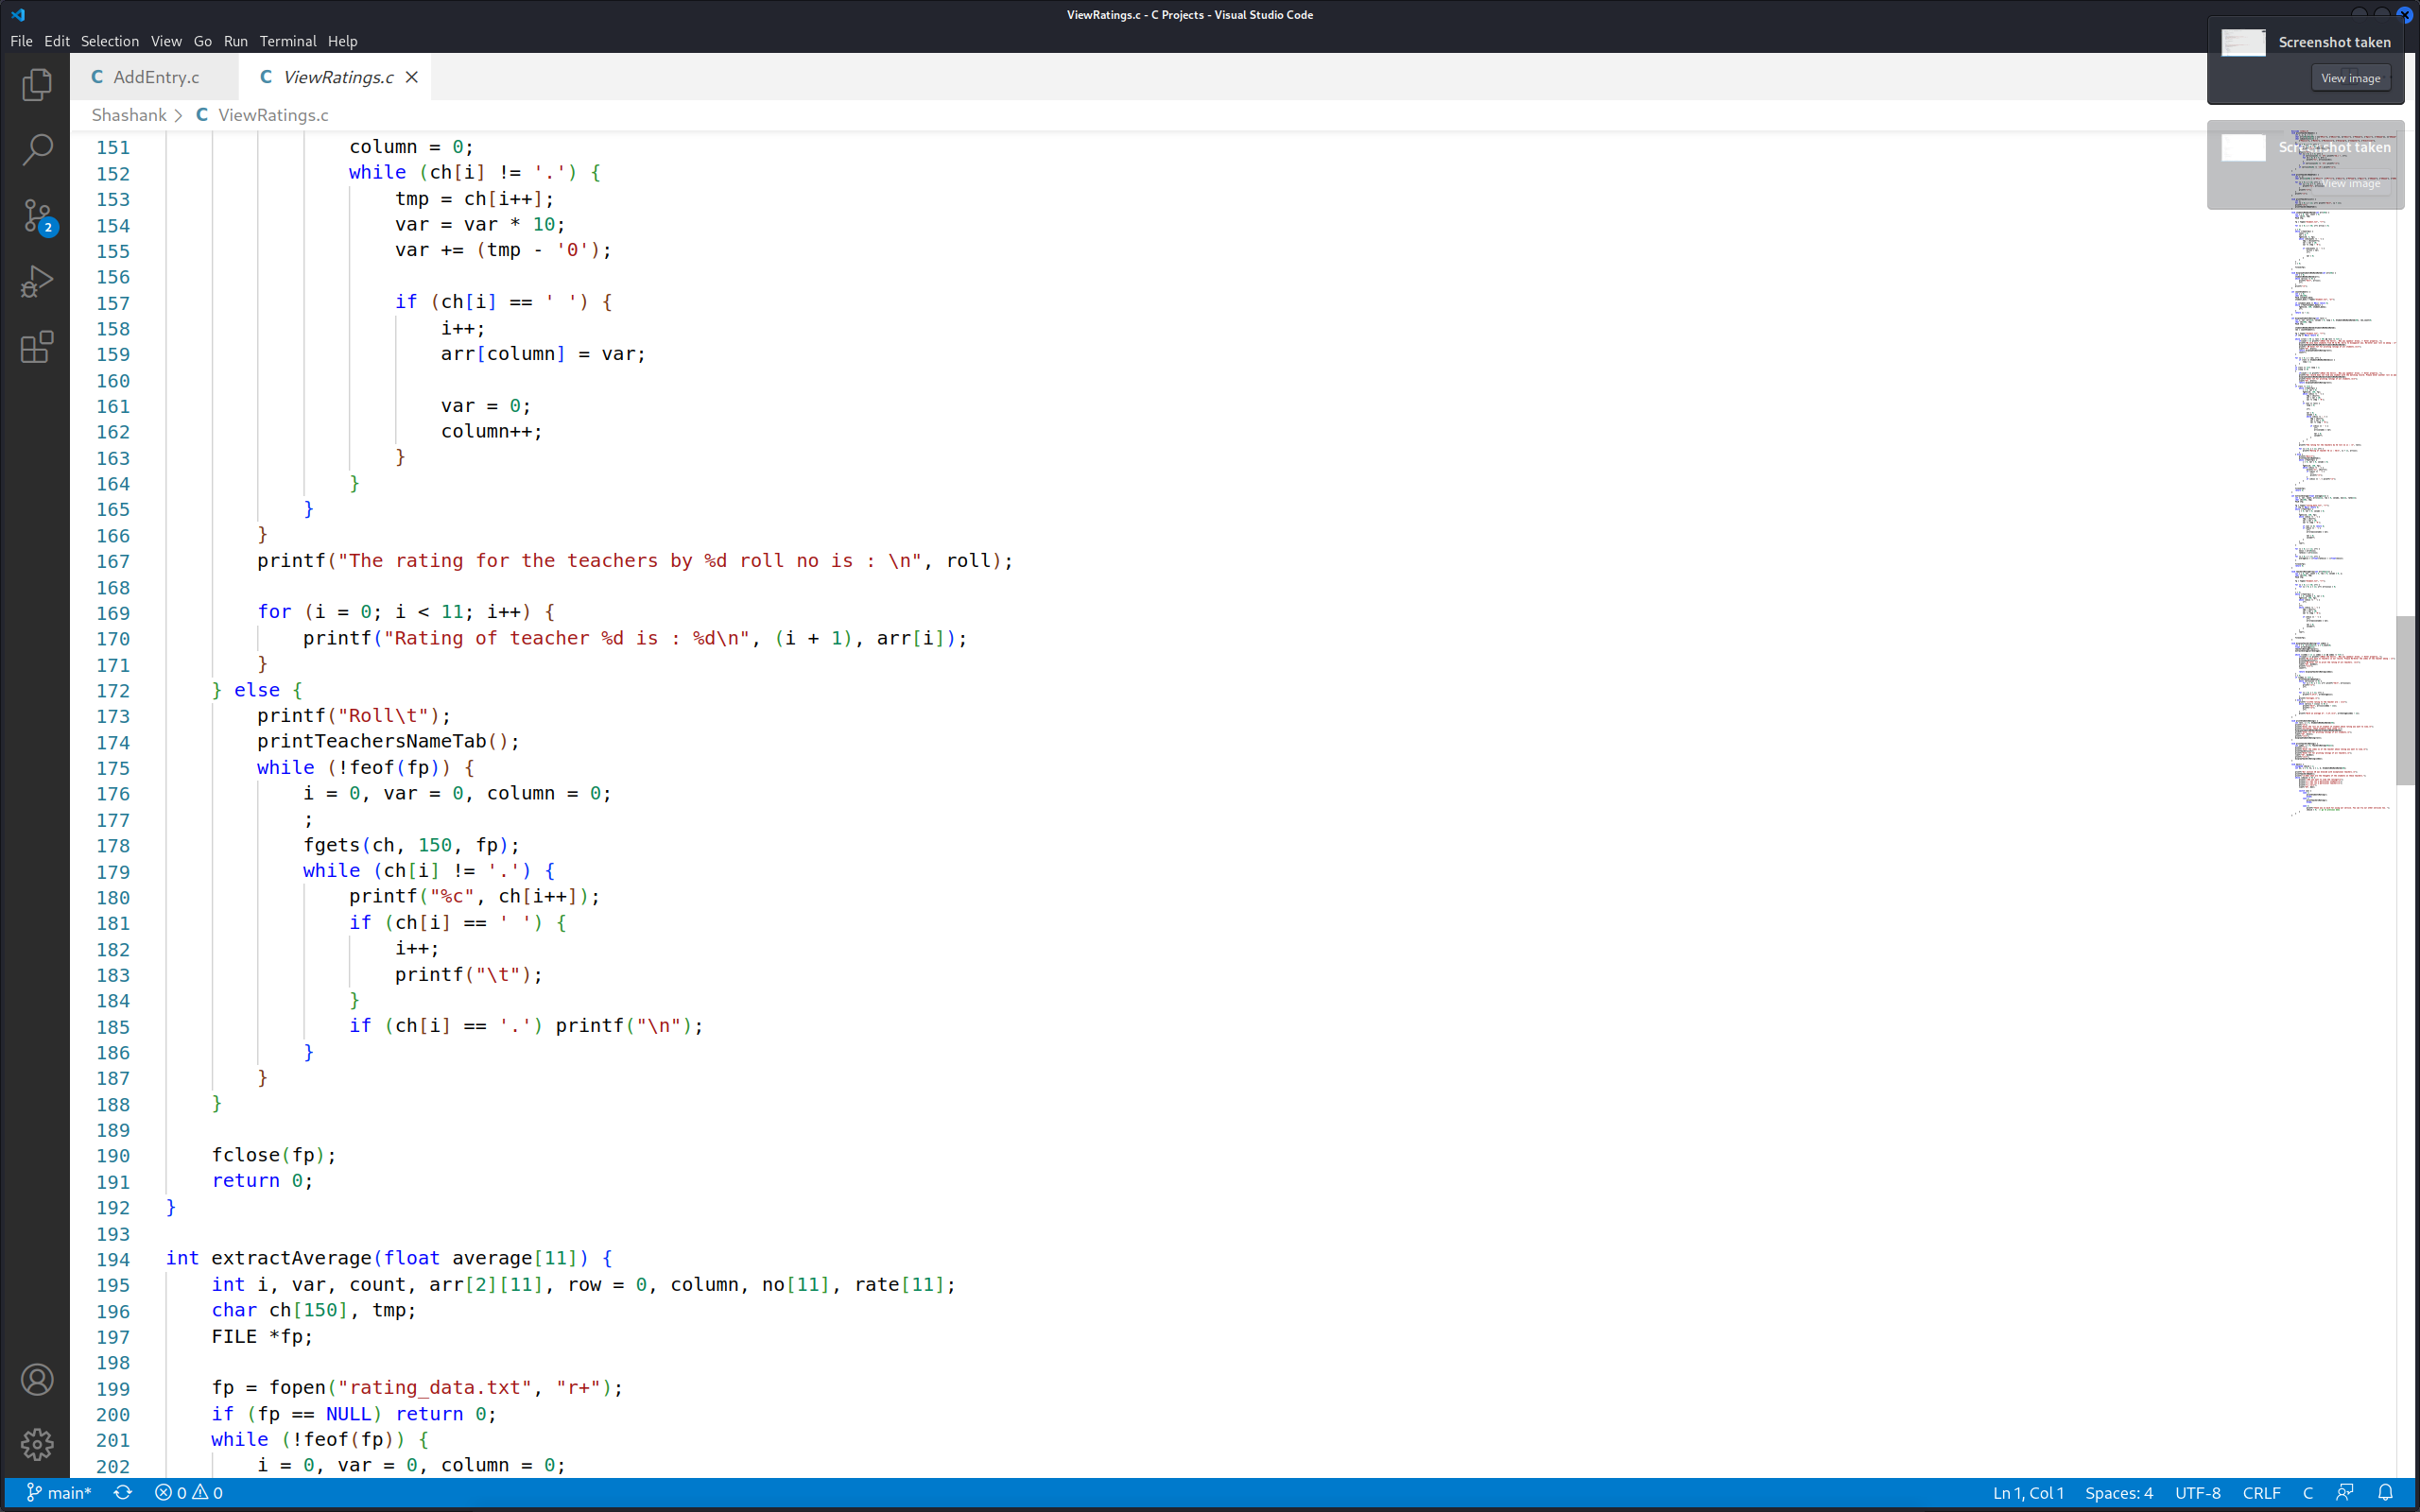 ViewRatings.c - C Projects - Visual Studio Code
File Edit Selection View Go Run Terminal Help
Screenshot taken
View image
C AddEntry.c
C ViewRatings.c
Shashank > C ViewRatings.c
Screenshot taken
View image
2
151 column = 0;
152 while (ch[i] != '.') {
153 tmp = ch[i++];
154 var = var * 10;
155 var += (tmp - '0');
156
157 if (ch[i] == ' ') {
158 i++;
159 arr[column] = var;
160
161 var = 0;
162 column++;
163 }
164 }
165 }
166 }
167 printf("The rating for the teachers by %d roll no is : \n", roll);
168
169 for (i = 0; i < 11; i++) {
170 printf("Rating of teacher %d is : %d\n", (i + 1), arr[i]);
171 }
172 } else {
173 printf("Roll\t");
174 printTeachersNameTab();
175 while (!feof(fp)) {
176 i = 0, var = 0, column = 0;
177 ;
178 fgets(ch, 150, fp);
179 while (ch[i] != '.') {
180 printf("%c", ch[i++]);
181 if (ch[i] == ' ') {
182 i++;
183 printf("\t");
184 }
185 if (ch[i] == '.') printf("\n");
186 }
187 }
188 }
189
190 fclose(fp);
191 return 0;
192 }
193
194 int extractAverage(float average[11]) {
195 int i, var, count, arr[2][11], row = 0, column, no[11], rate[11];
196 char ch[150], tmp;
197 FILE *fp;
198
199 fp = fopen("rating_data.txt", "r+");
200 if (fp == NULL) return 0;
201 while (!feof(fp)) {
202 i = 0, var = 0, column = 0;
main* 0 0 Ln 1, Col 1 Spaces: 4 UTF-8 CRLF C